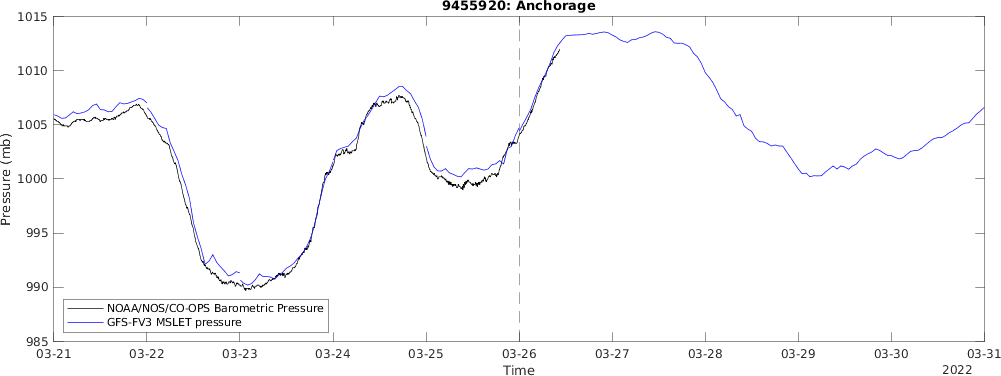 9455920: Anchorage
Pressure (mb)
1015
1010
1005
1000
995
990
985
NOAA/NOS/CO-OPS Barometric Pressure
GFS-FV3 MSLET pressure
03-21 03-22 03-23 03-24 03-25 03-26 03-27 03-28 03-29 03-30 03-31
Time
2022